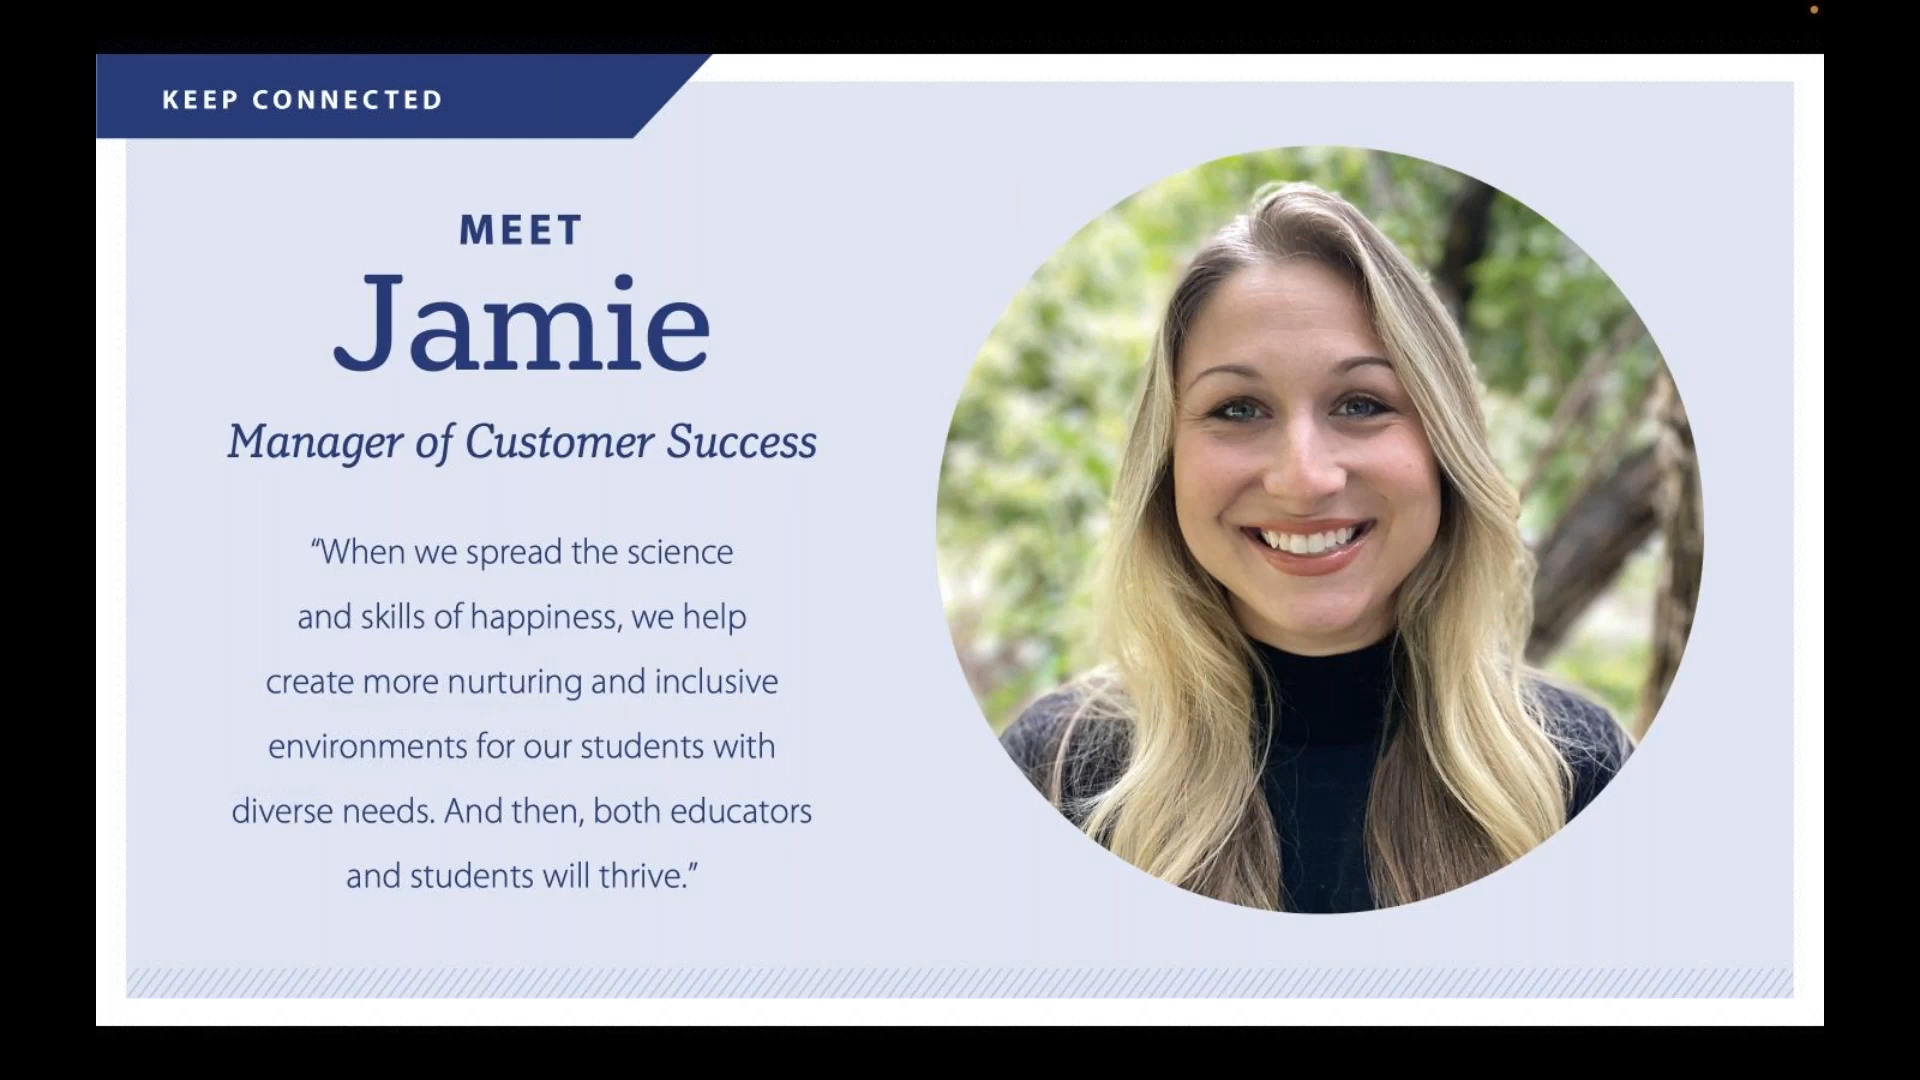 KEEP CONNECTED
MEET
Jamie
Manager of Customer Success
“When we spread the science
and skills of happiness, we help
create more nurturing and inclusive
environments for our students with
diverse needs. And then, both educators
and students will thrive.”